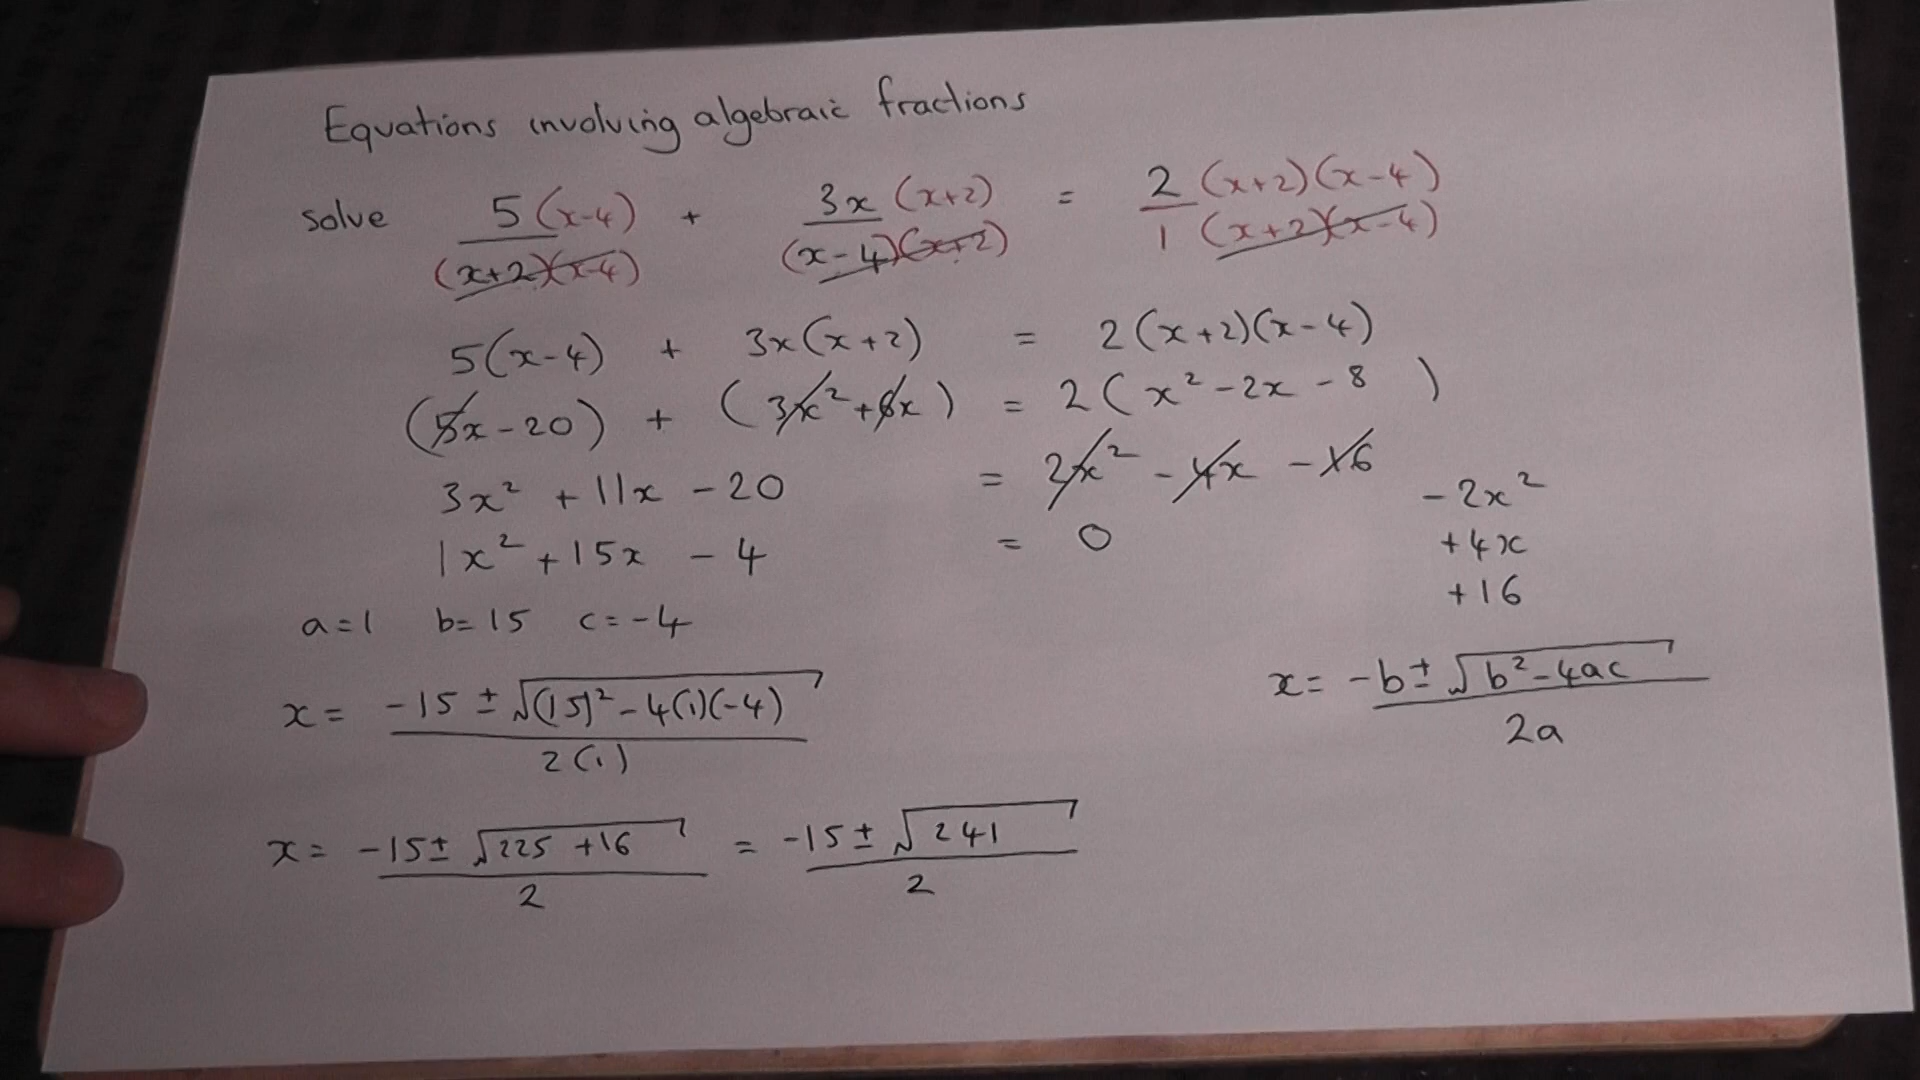 Equations involving algebraic fractions
solve 5(x-4)/(x+2)(x-4) + 3x(x+2)/(x-4)(x+2) = 2(x+2)(x-4)/1(x+2)(x-4)
5(x-4) + 3x(x+2) = 2(x+2)(x-4)
(5x-20) + (3x²+6x) = 2(x²-2x-8)
3x² + 11x - 20 = 2x² - 4x - 16
-2x²
1x² + 15x - 4 = 0
+4x
+16
a=1 b=15 c=-4
x = -15 ± √(15)²-4(1)(-4) / 2(1)
x = -b ± √b²-4ac / 2a
x = -15 ± √225 +16 / 2 = -15 ± √241 / 2